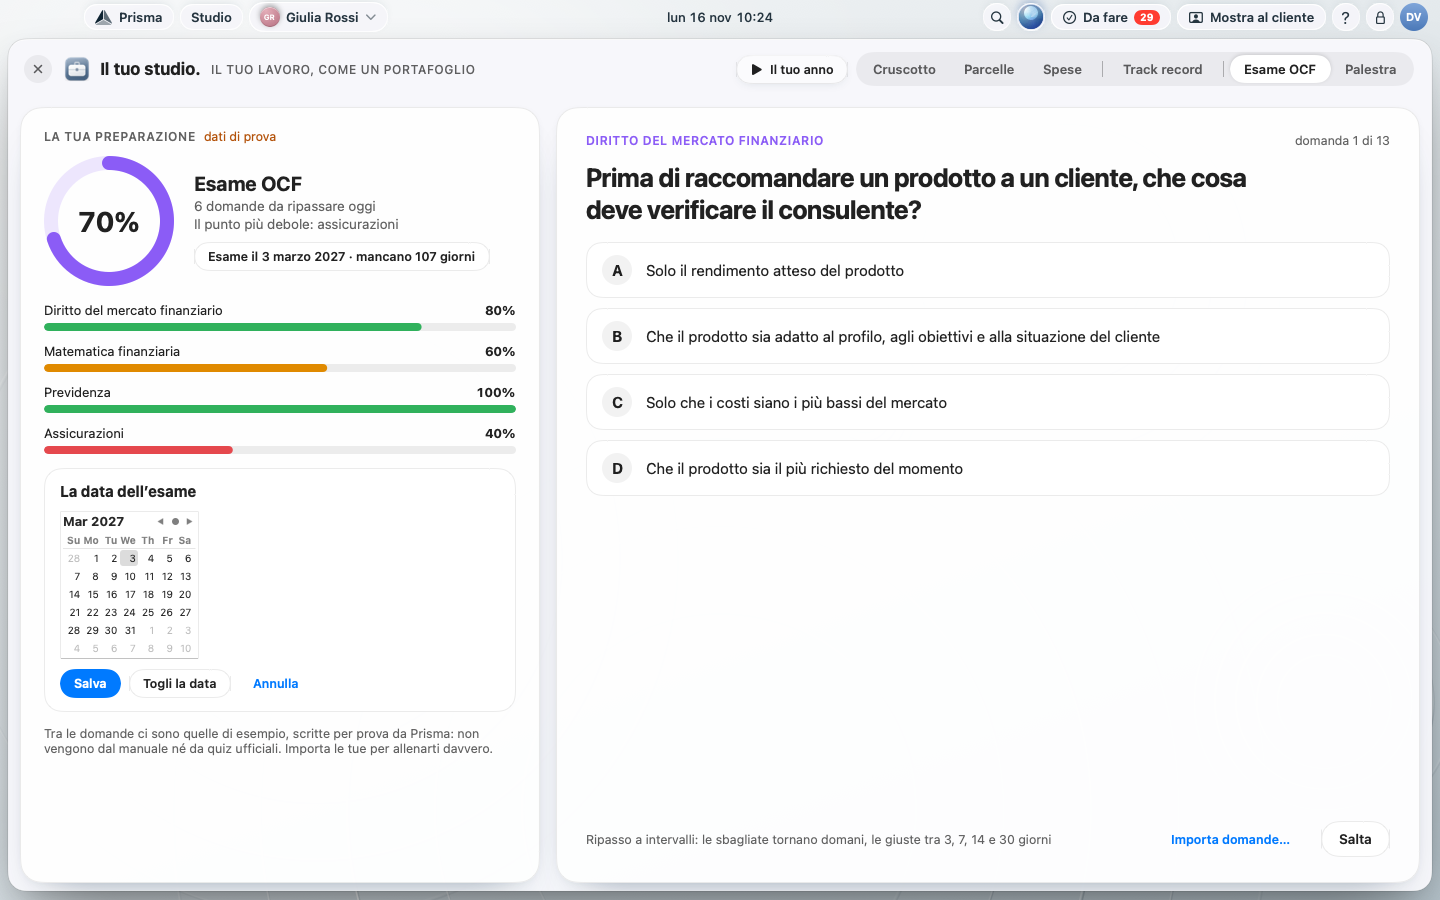 Prisma
Studio
GR Giulia Rossi
lun 16 nov 10:24
Da fare 29
Mostra al cliente
?
DV
Il tuo studio. IL TUO LAVORO, COME UN PORTAFOGLIO
Il tuo anno
Cruscotto Parcelle Spese Track record Esame OCF Palestra
LA TUA PREPARAZIONE dati di prova
70%
Esame OCF
6 domande da ripassare oggi
Il punto più debole: assicurazioni
Esame il 3 marzo 2027 · mancano 107 giorni
Diritto del mercato finanziario 80%
Matematica finanziaria 60%
Previdenza 100%
Assicurazioni 40%
La data dell’esame
Mar 2027
Su Mo Tu We Th Fr Sa
28 1 2 3 4 5 6
7 8 9 10 11 12 13
14 15 16 17 18 19 20
21 22 23 24 25 26 27
28 29 30 31 1 2 3
4 5 6 7 8 9 10
Salva Togli la data Annulla
Tra le domande ci sono quelle di esempio, scritte per prova da Prisma: non
vengono dal manuale né da quiz ufficiali. Importa le tue per allenarti davvero.
DIRITTO DEL MERCATO FINANZIARIO
domanda 1 di 13
Prima di raccomandare un prodotto a un cliente, che cosa
deve verificare il consulente?
A Solo il rendimento atteso del prodotto
B Che il prodotto sia adatto al profilo, agli obiettivi e alla situazione del cliente
C Solo che i costi siano i più bassi del mercato
D Che il prodotto sia il più richiesto del momento
Ripasso a intervalli: le sbagliate tornano domani, le giuste tra 3, 7, 14 e 30 giorni
Importa domande...
Salta